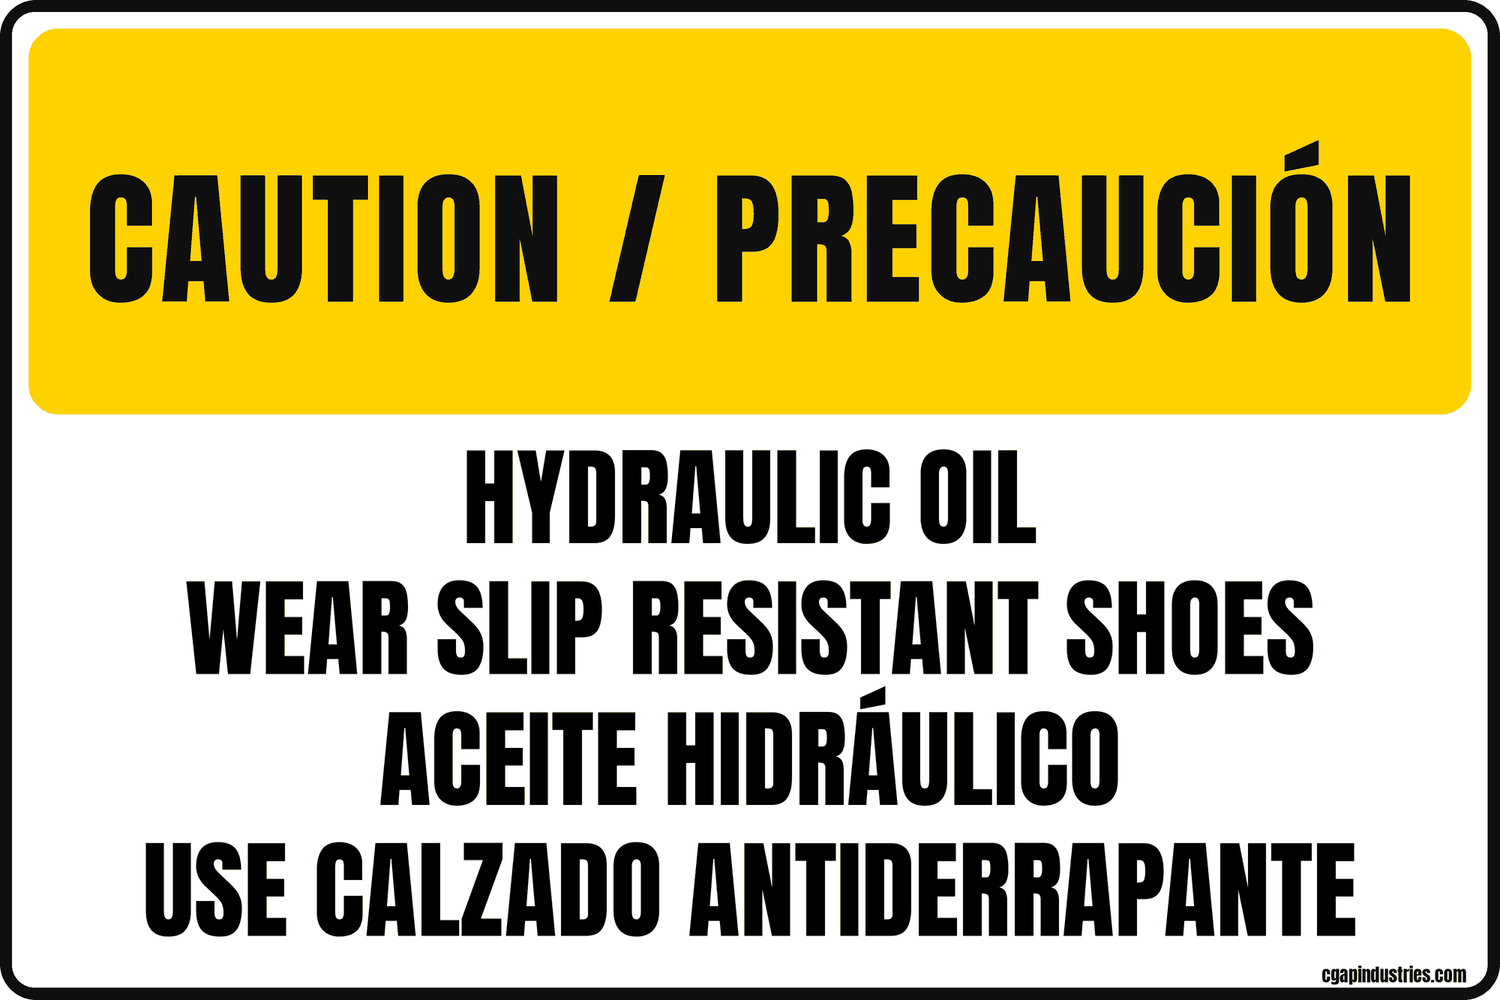 CAUTION / PRECAUCIÓN
HYDRAULIC OIL
WEAR SLIP RESISTANT SHOES
ACEITE HIDRÁULICO
USE CALZADO ANTIDERRAPANTE
cgapindustries.com